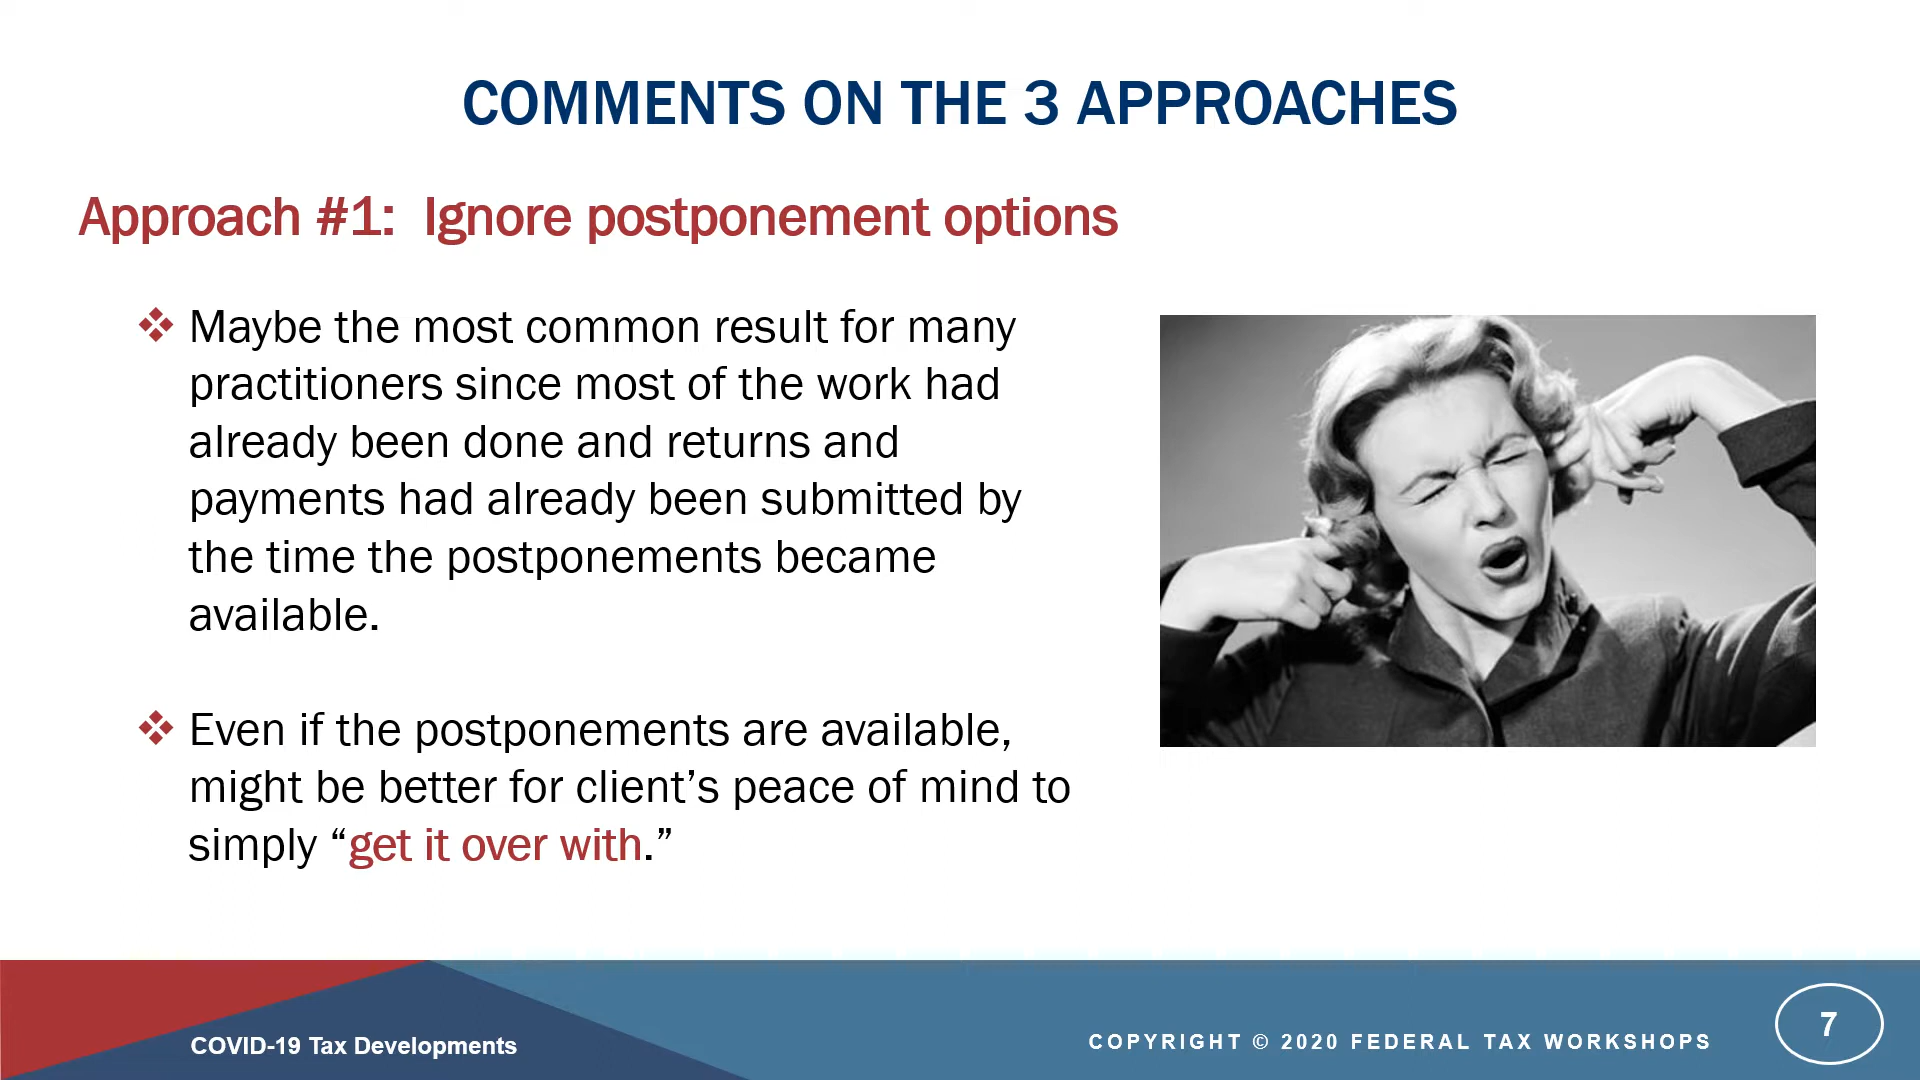 COMMENTS ON THE 3 APPROACHES
Approach #1:  Ignore postponement options
❖ Maybe the most common result for many
practitioners since most of the work had
already been done and returns and
payments had already been submitted by
the time the postponements became
available.
❖ Even if the postponements are available,
might be better for client’s peace of mind to
simply “get it over with.”
COVID-19 Tax Developments
COPYRIGHT © 2020 FEDERAL TAX WORKSHOPS
7